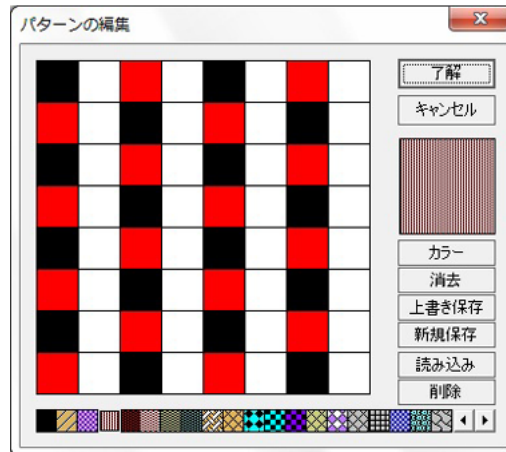 パターンの編集
了解
キャンセル
カラー
消去
上書き保存
新規保存
読み込み
削除